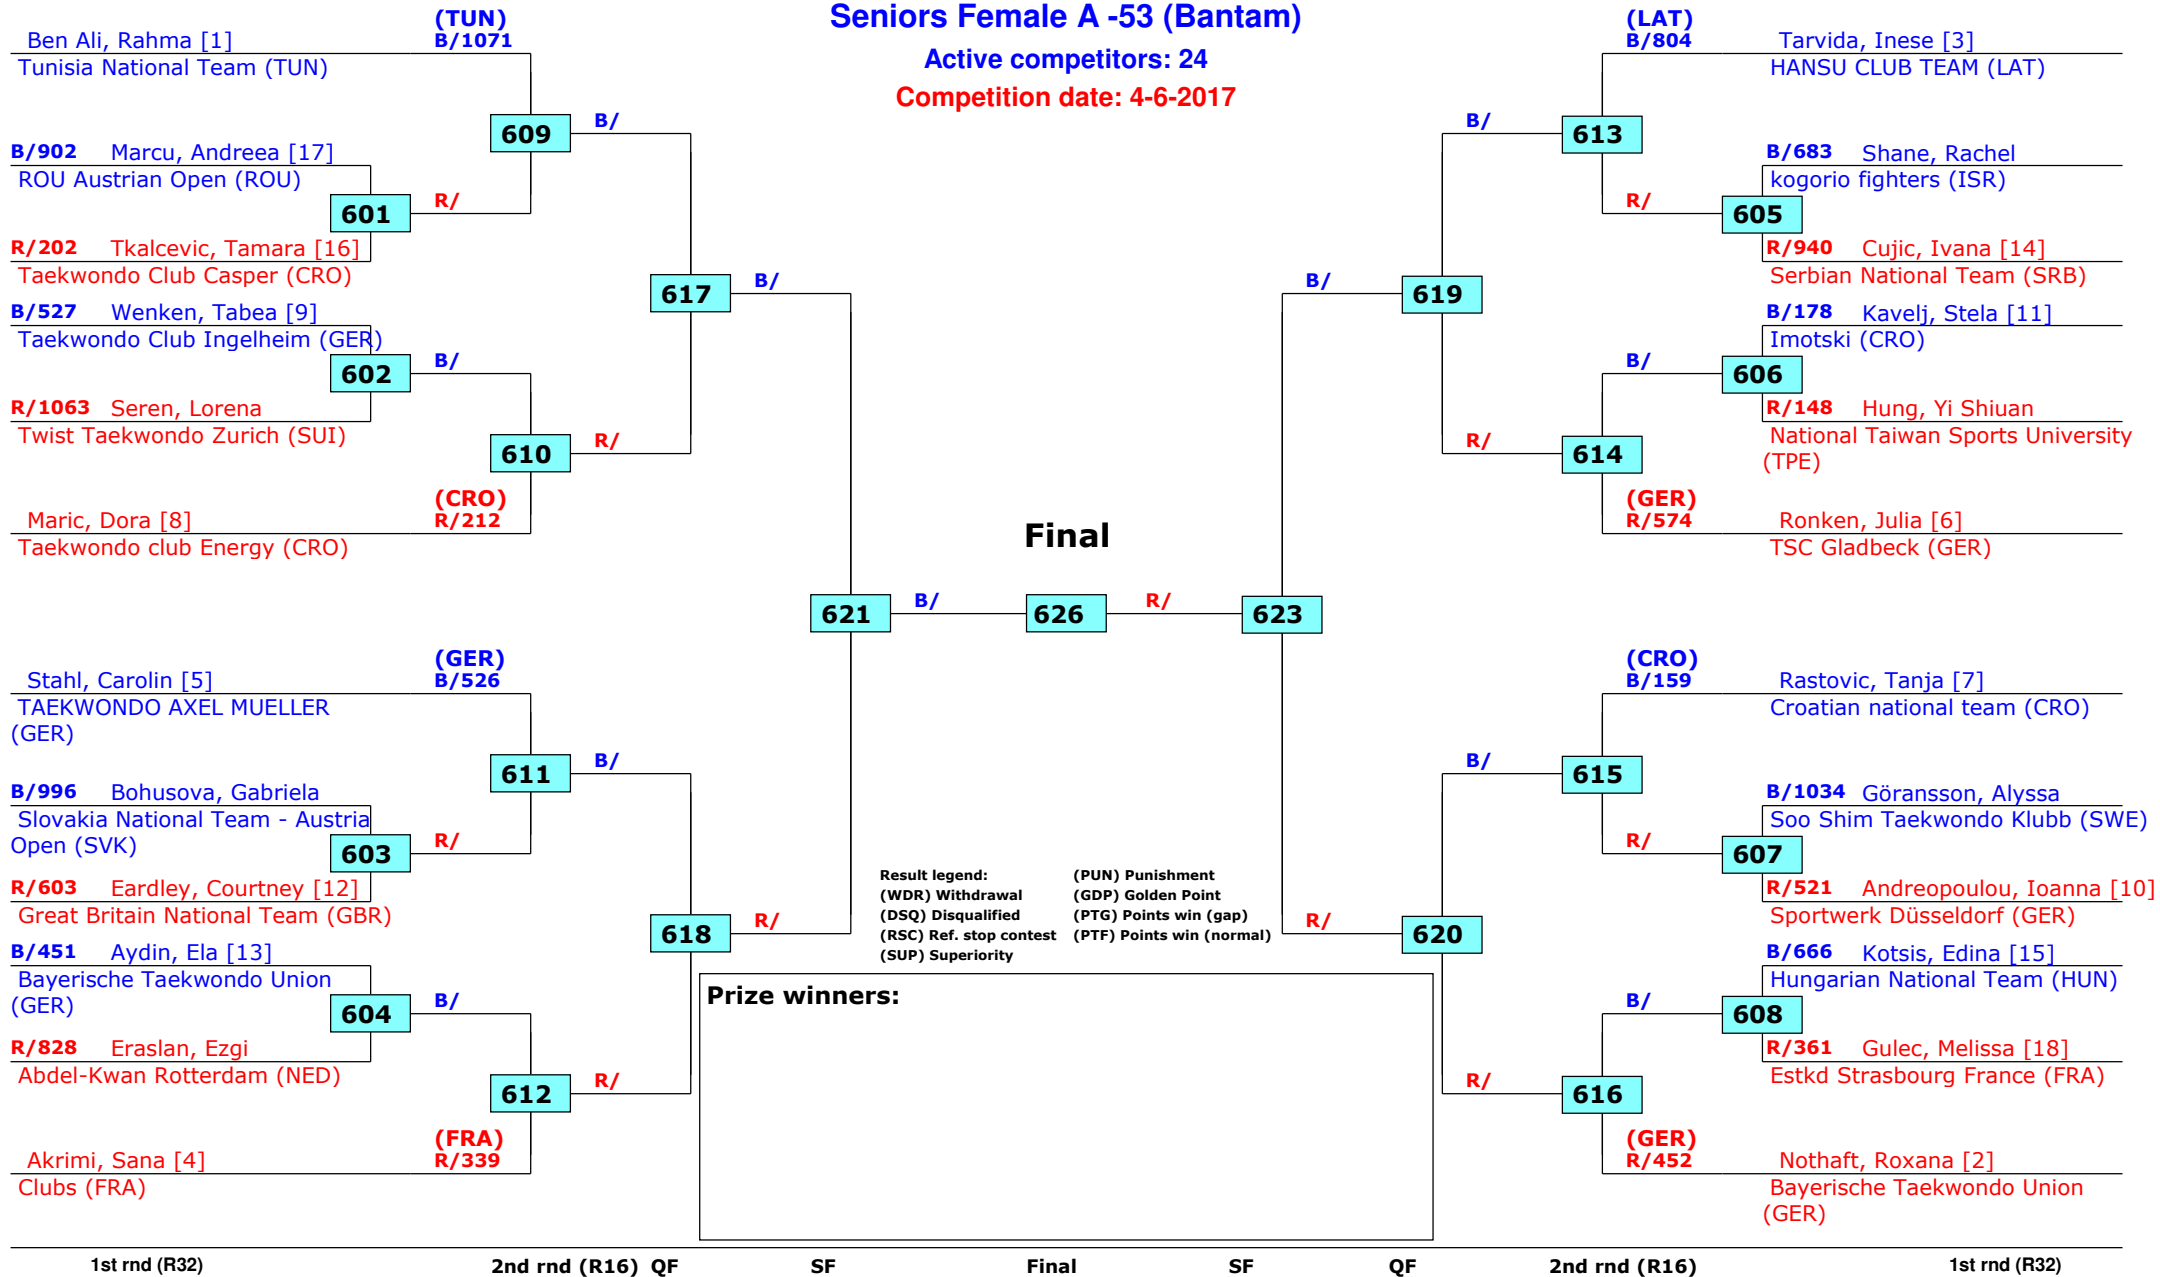 Seniors Female A -53 (Bantam)
Active competitors: 24
Competition date: 4-6-2017
(TUN)
Ben Ali, Rahma [1] B/1071
Tunisia National Team (TUN)
609 B/
B/902 Marcu, Andreea [17]
ROU Austrian Open (ROU)
601 R/
R/202 Tkalcevic, Tamara [16]
Taekwondo Club Casper (CRO)
617 B/
B/527 Wenken, Tabea [9]
Taekwondo Club Ingelheim (GER)
602 B/
R/1063 Seren, Lorena
Twist Taekwondo Zurich (SUI)
610 R/
(CRO)
Maric, Dora [8] R/212
Taekwondo club Energy (CRO)
621 B/
(GER)
Stahl, Carolin [5] B/526
TAEKWONDO AXEL MUELLER
(GER)
611 B/
B/996 Bohusova, Gabriela
Slovakia National Team - Austria
Open (SVK)
603 R/
R/603 Eardley, Courtney [12]
Great Britain National Team (GBR)
618 R/
B/451 Aydin, Ela [13]
Bayerische Taekwondo Union
(GER)
604 B/
R/828 Eraslan, Ezgi
Abdel-Kwan Rotterdam (NED)
612 R/
(FRA)
Akrimi, Sana [4] R/339
Clubs (FRA)
Final
626
(LAT)
B/804 Tarvida, Inese [3]
HANSU CLUB TEAM (LAT)
B/ 613
B/683 Shane, Rachel
kogorio fighters (ISR)
R/ 605
R/940 Cujic, Ivana [14]
Serbian National Team (SRB)
B/ 619
B/178 Kavelj, Stela [11]
Imotski (CRO)
B/ 606
R/148 Hung, Yi Shiuan
National Taiwan Sports University
(TPE)
R/ 614
(GER)
R/574 Ronken, Julia [6]
TSC Gladbeck (GER)
R/ 623
(CRO)
B/159 Rastovic, Tanja [7]
Croatian national team (CRO)
B/ 615
B/1034 Göransson, Alyssa
Soo Shim Taekwondo Klubb (SWE)
R/ 607
R/521 Andreopoulou, Ioanna [10]
Sportwerk Düsseldorf (GER)
R/ 620
B/666 Kotsis, Edina [15]
Hungarian National Team (HUN)
B/ 608
R/361 Gulec, Melissa [18]
Estkd Strasbourg France (FRA)
R/ 616
(GER)
R/452 Nothaft, Roxana [2]
Bayerische Taekwondo Union
(GER)
Result legend: (PUN) Punishment
(WDR) Withdrawal (GDP) Golden Point
(DSQ) Disqualified (PTG) Points win (gap)
(RSC) Ref. stop contest (PTF) Points win (normal)
(SUP) Superiority
Prize winners:
1st rnd (R32) 2nd rnd (R16) QF SF Final SF QF 2nd rnd (R16) 1st rnd (R32)